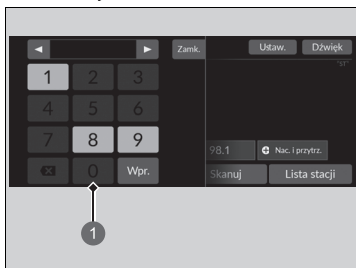 Zamk. Ustaw. Dźwięk
"ST"
1 2 3
4 5 6
7 8 9
98.1 Nac. i przytrz.
0 Wpr.
Skanuj Lista stacji
1